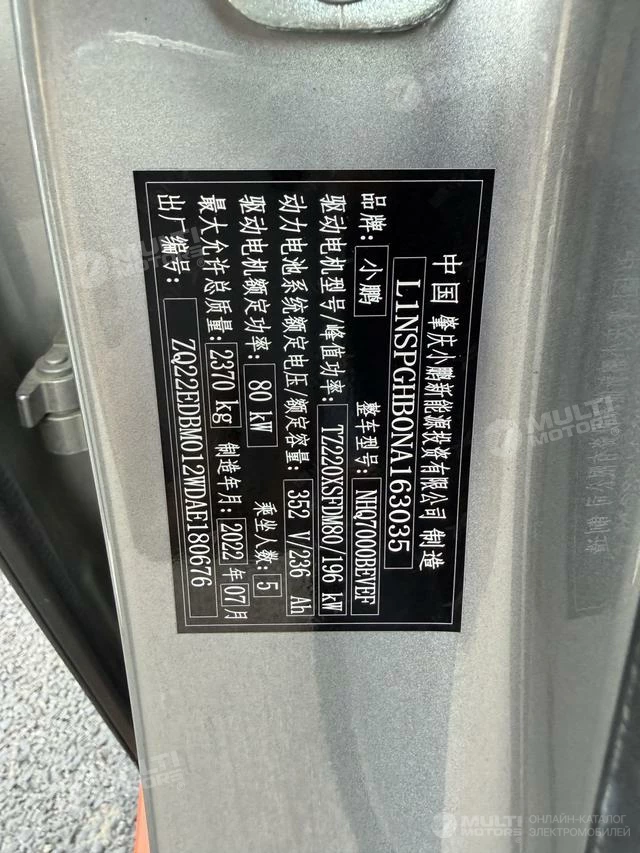 中国 肇庆小鹏新能源投资有限公司 制造
L1NSPGHB0NA163035
品牌: 小鹏 整车型号: NHQ7000BEVEF
驱动电机型号/峰值功率: TZ220XSFDM80/196 kW
动力电池系统额定电压/额定容量: 352 V/236 Ah
驱动电机额定功率: 80 kW 乘坐人数: 5
最大允许总质量: 2370 kg 制造年月: 2022 年 07 月
出厂编号: ZQ22EDBM012WDAE180676
MULTI MOTORS
MULTI MOTORS
MULTI MOTORS
MULTI MOTORS ОНЛАЙН-КАТАЛОГ ЭЛЕКТРОМОБИЛЕЙ